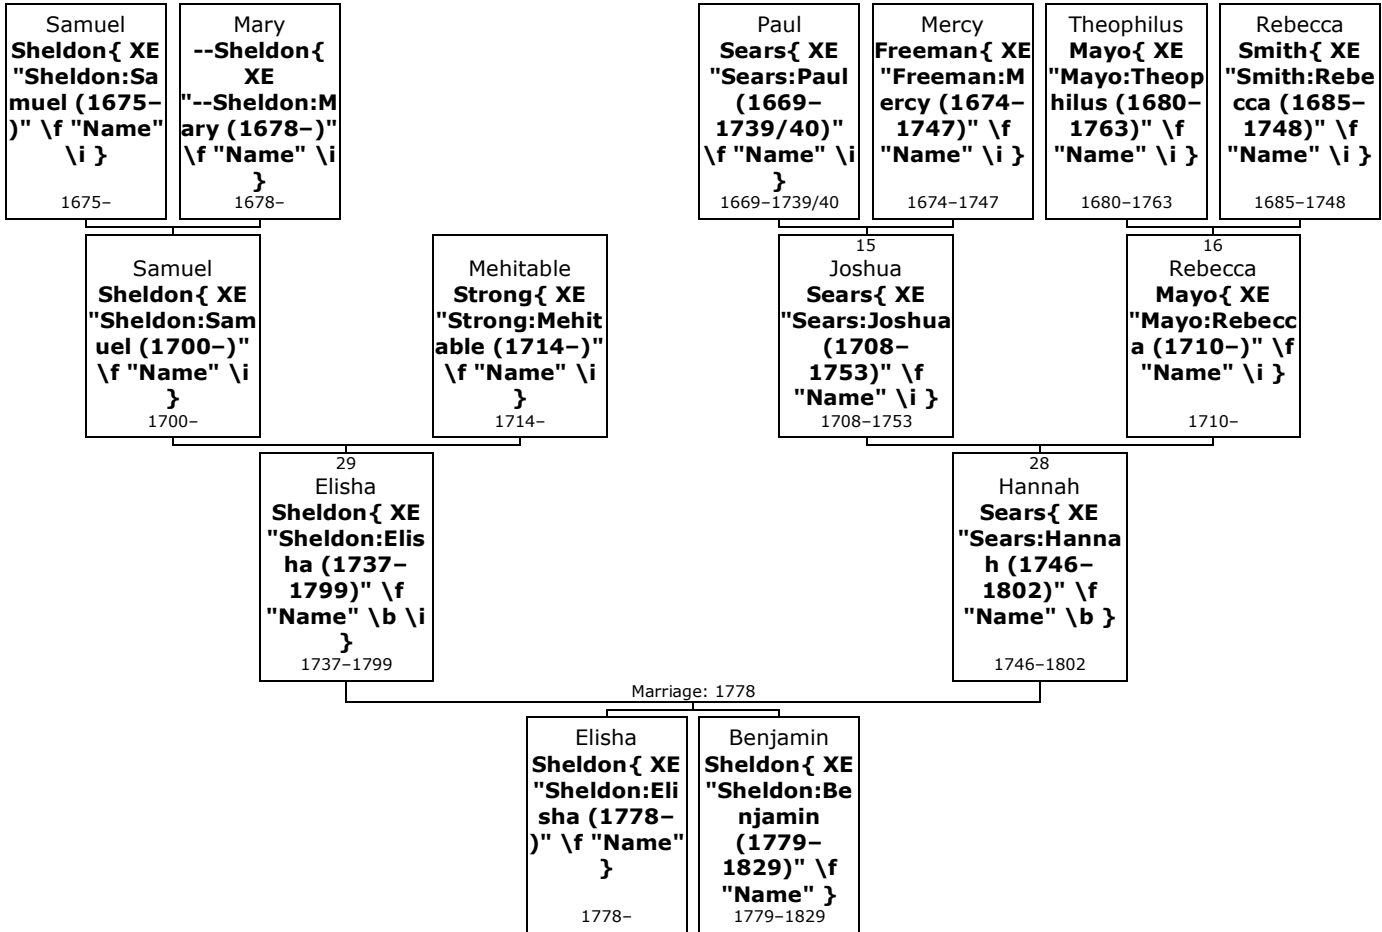 Samuel
Sheldon{ XE
"Sheldon:Sa
muel (1675–
)" \f "Name"
\i }
1675–
Mary
--Sheldon{
XE
"--Sheldon:M
ary (1678–)"
\f "Name" \i
}
1678–
Paul
Sears{ XE
"Sears:Paul
(1669–
1739/40)"
\f "Name" \i
}
1669–1739/40
Mercy
Freeman{ XE
"Freeman:M
ercy (1674–
1747)" \f
"Name" \i }
1674–1747
Theophilus
Mayo{ XE
"Mayo:Theop
hilus (1680–
1763)" \f
"Name" \i }
1680–1763
Rebecca
Smith{ XE
"Smith:Rebe
cca (1685–
1748)" \f
"Name" \i }
1685–1748
Samuel
Sheldon{ XE
"Sheldon:Sam
uel (1700–)"
\f "Name" \i
}
1700–
Mehitable
Strong{ XE
"Strong:Mehit
able (1714–)"
\f "Name" \i
}
1714–
15
Joshua
Sears{ XE
"Sears:Joshua
(1708–
1753)" \f
"Name" \i }
1708–1753
16
Rebecca
Mayo{ XE
"Mayo:Rebecc
a (1710–)" \f
"Name" \i }
1710–
29
Elisha
Sheldon{ XE
"Sheldon:Elis
ha (1737–
1799)" \f
"Name" \b \i
}
1737–1799
28
Hannah
Sears{ XE
"Sears:Hanna
h (1746–
1802)" \f
"Name" \b }
1746–1802
Marriage: 1778
Elisha
Sheldon{ XE
"Sheldon:Eli
sha (1778–
)" \f "Name"
}
1778–
Benjamin
Sheldon{ XE
"Sheldon:Be
njamin
(1779–
1829)" \f
"Name" }
1779–1829